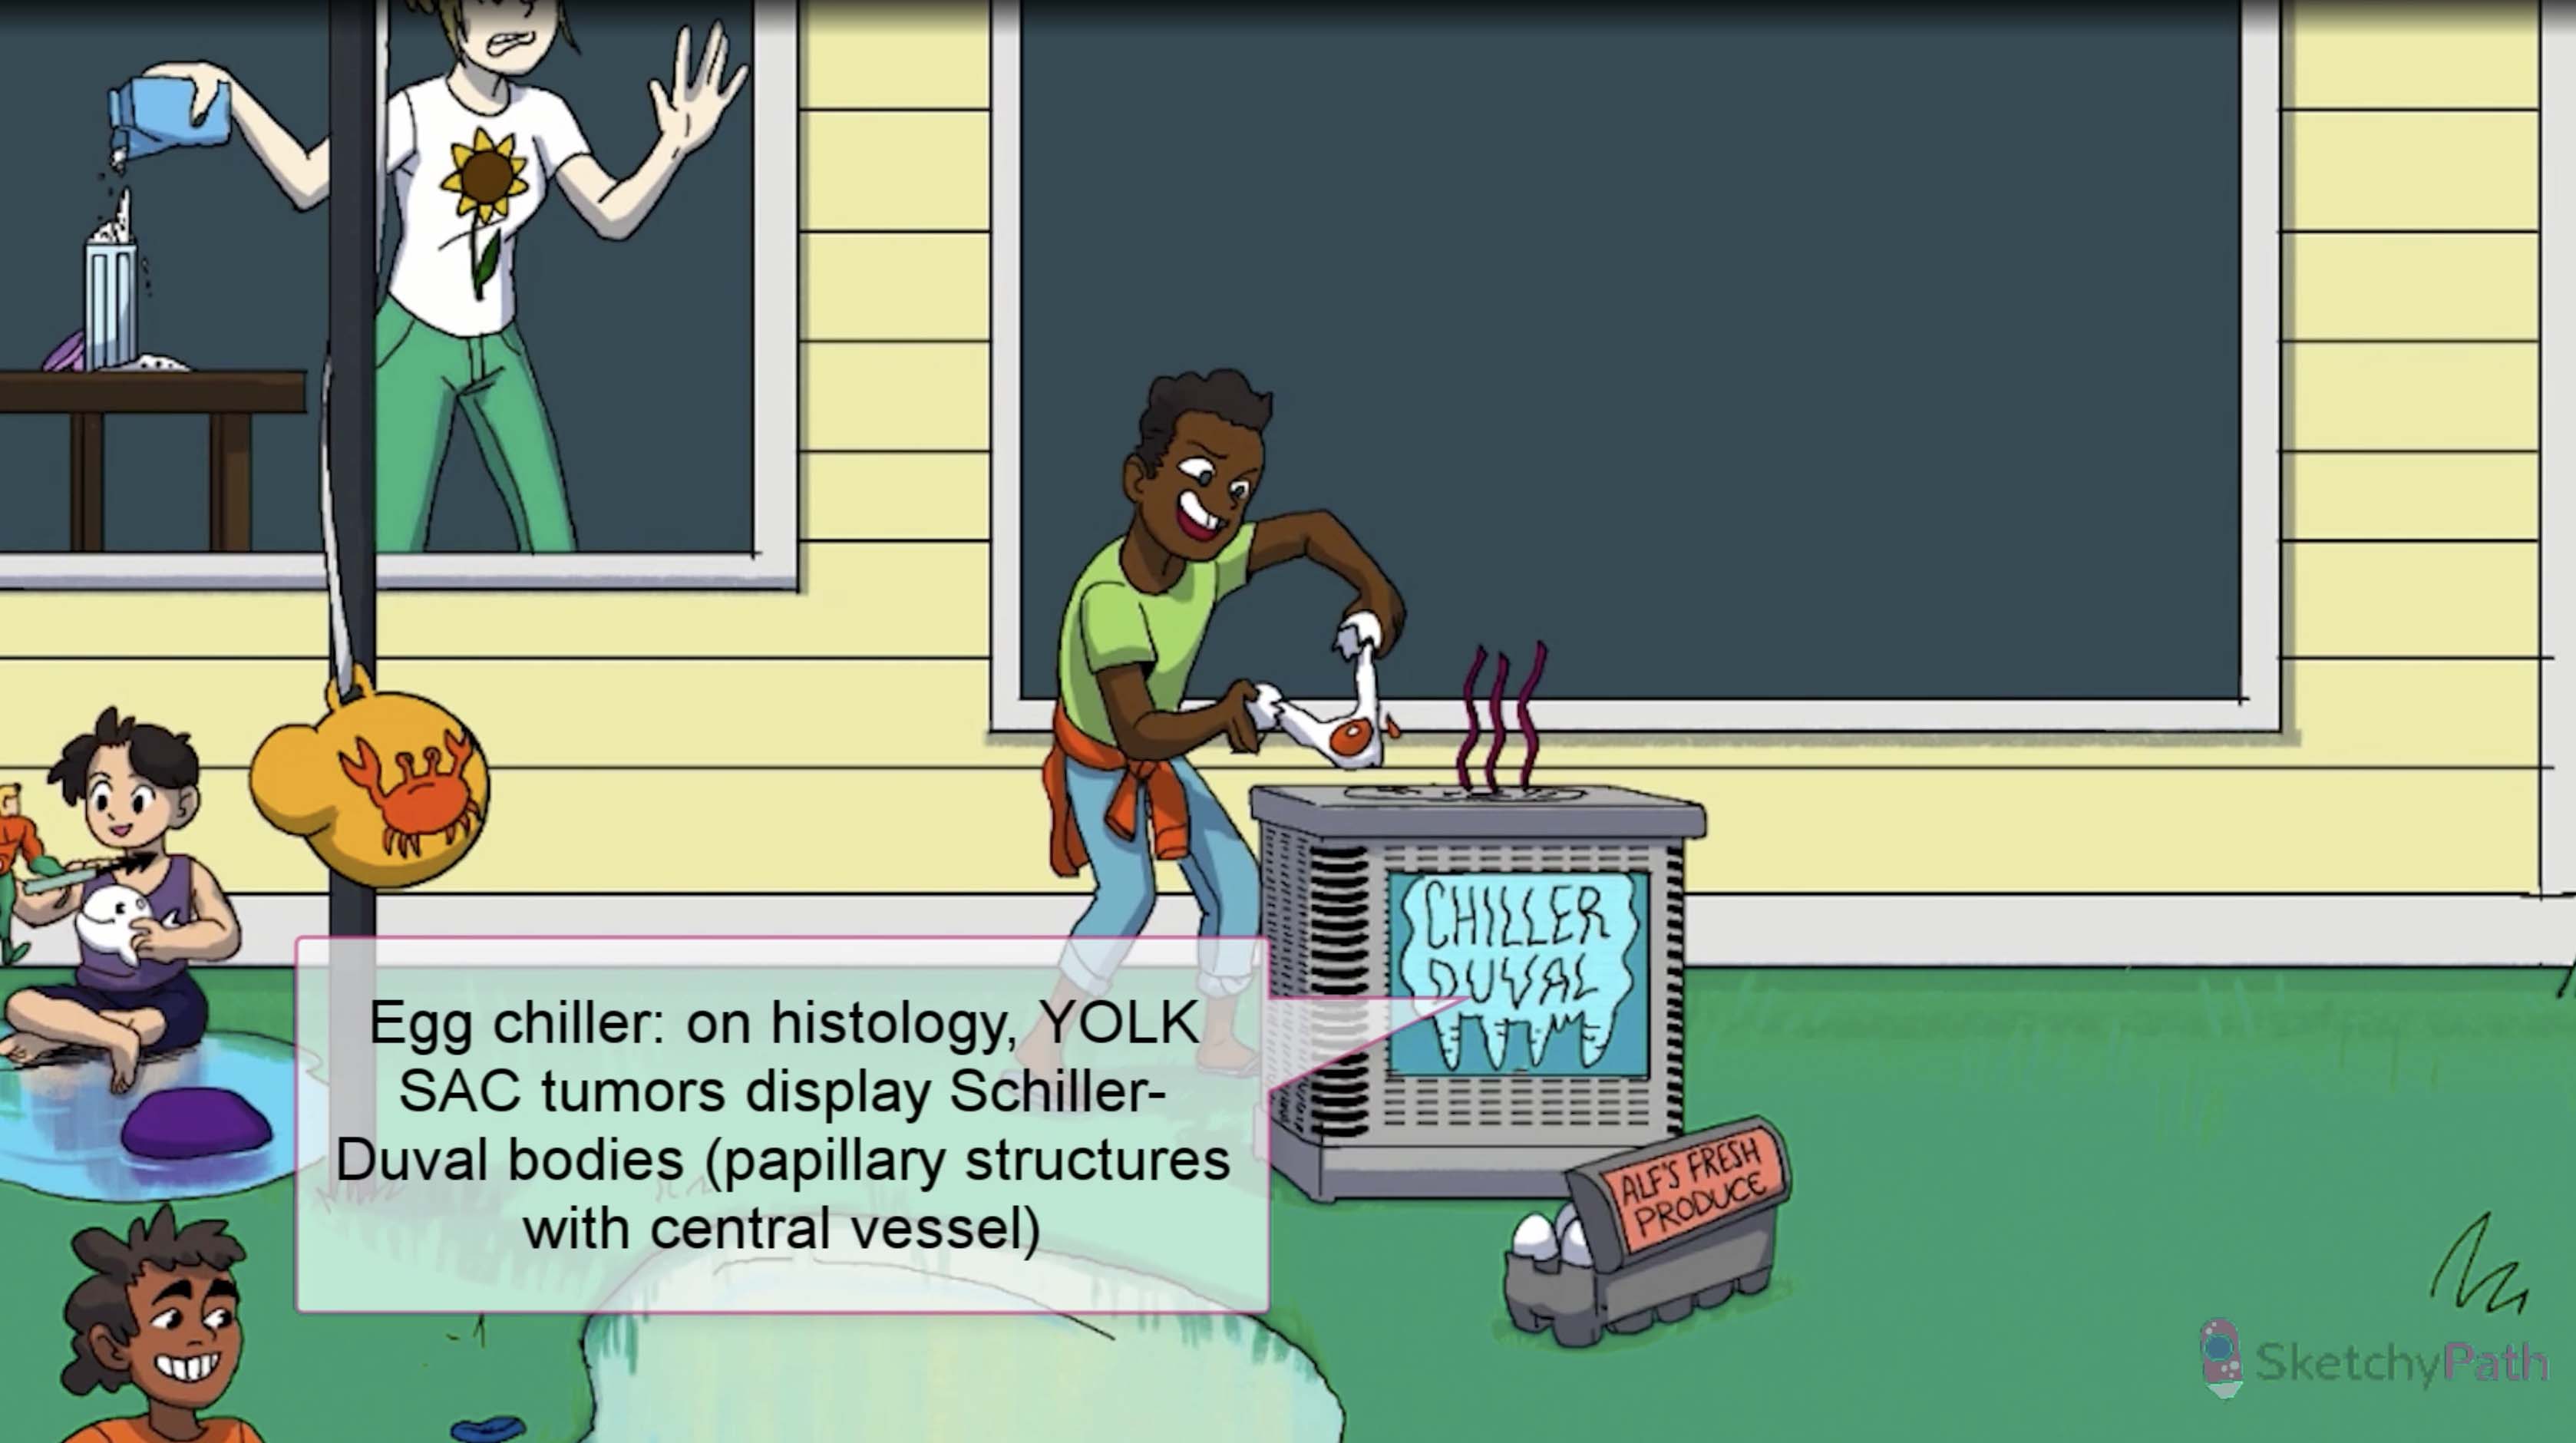 CHILLER
DUVAL
Egg chiller: on histology, YOLK
SAC tumors display Schiller-
Duval bodies (papillary structures
with central vessel)
ALF'S FRESH
PRODUCE
SketchyPath